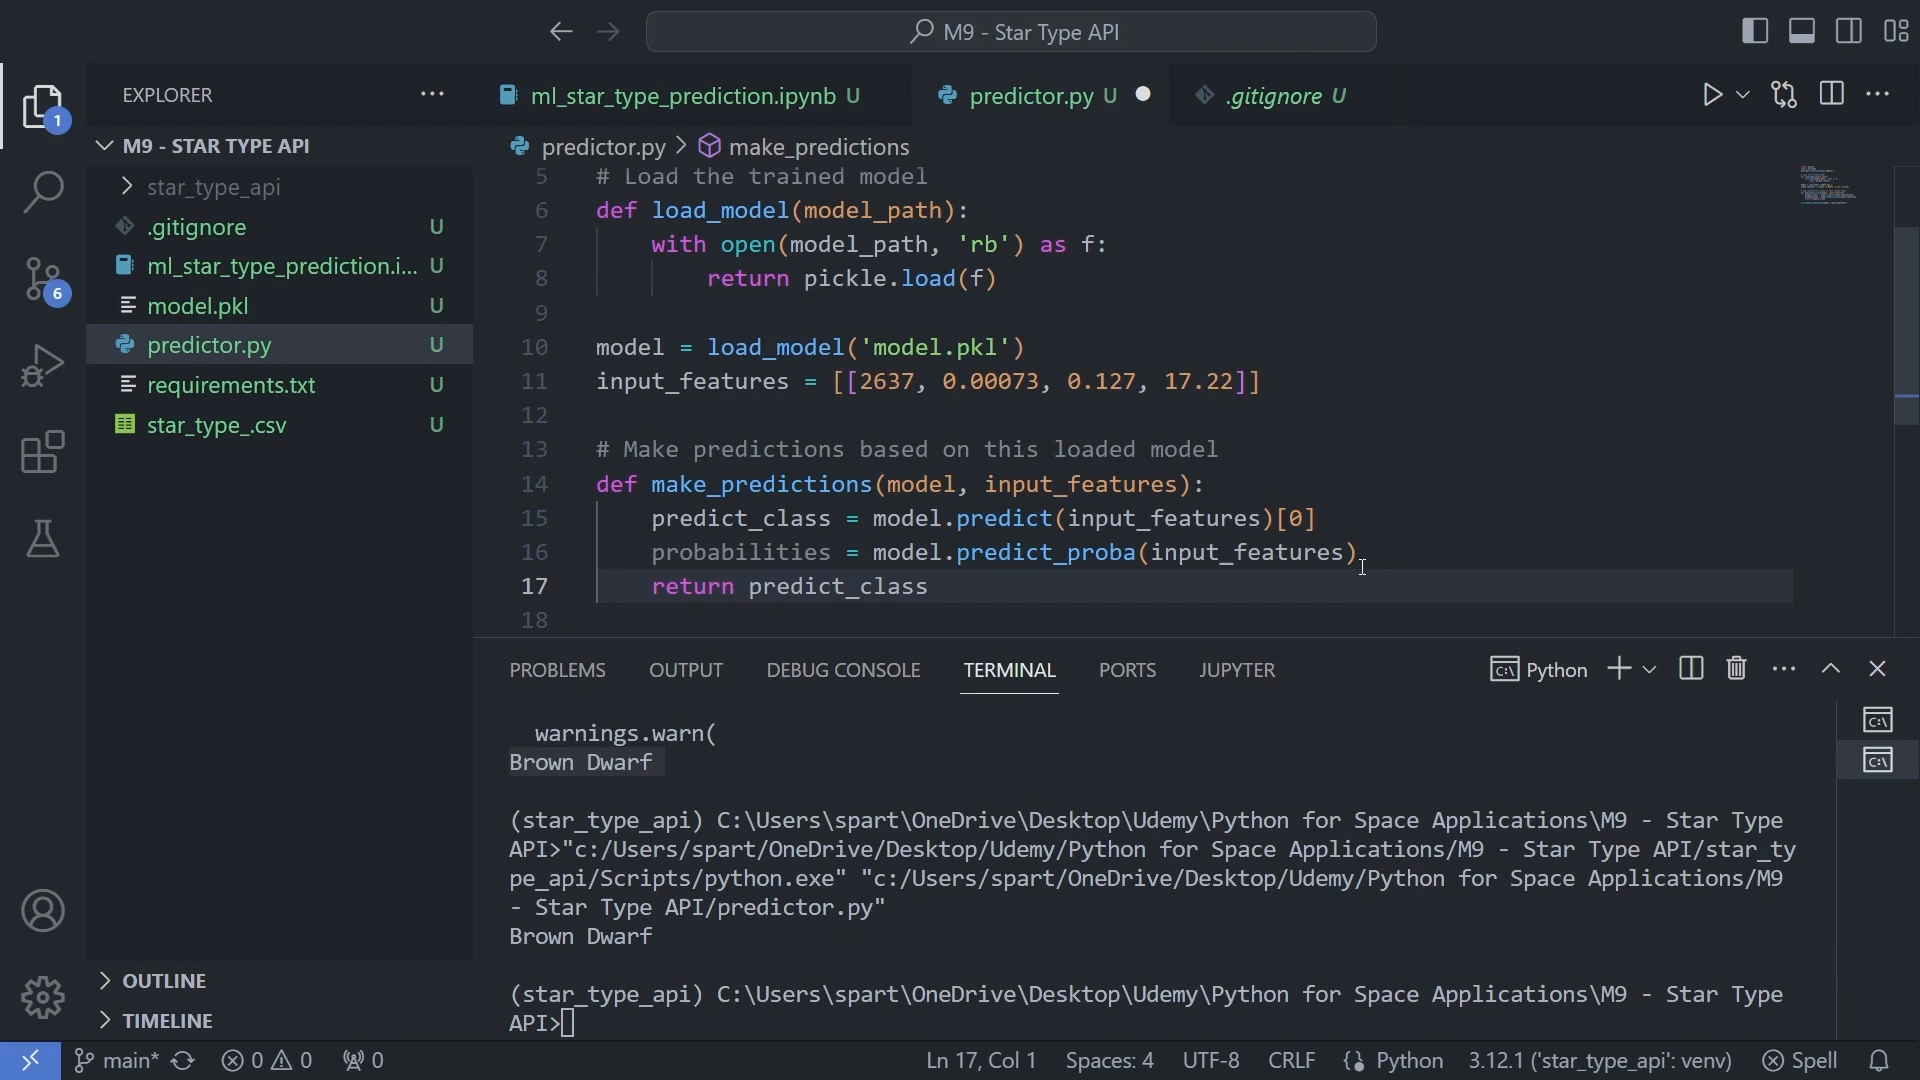 M9 - Star Type API
EXPLORER
ml_star_type_prediction.ipynb U
predictor.py U
.gitignore U
1
M9 - STAR TYPE API
predictor.py > make_predictions
star_type_api
.gitignore U
ml_star_type_prediction.i... U
model.pkl U
predictor.py U
requirements.txt U
star_type_.csv U
6
5 # Load the trained model
6 def load_model(model_path):
7 with open(model_path, 'rb') as f:
8 return pickle.load(f)
9
10 model = load_model('model.pkl')
11 input_features = [[2637, 0.00073, 0.127, 17.22]]
12
13 # Make predictions based on this loaded model
14 def make_predictions(model, input_features):
15 predict_class = model.predict(input_features)[0]
16 probabilities = model.predict_proba(input_features)
17 return predict_class
18
PROBLEMS OUTPUT DEBUG CONSOLE TERMINAL PORTS JUPYTER
Python
warnings.warn(
Brown Dwarf
(star_type_api) C:\Users\spart\OneDrive\Desktop\Udemy\Python for Space Applications\M9 - Star Type
API>"c:/Users/spart/OneDrive/Desktop/Udemy/Python for Space Applications/M9 - Star Type API/star_ty
pe_api/Scripts/python.exe" "c:/Users/spart/OneDrive/Desktop/Udemy/Python for Space Applications/M9
- Star Type API/predictor.py"
Brown Dwarf
(star_type_api) C:\Users\spart\OneDrive\Desktop\Udemy\Python for Space Applications\M9 - Star Type
API>
OUTLINE
TIMELINE
main* 0 0 0
Ln 17, Col 1 Spaces: 4 UTF-8 CRLF Python 3.12.1 ('star_type_api': venv) Spell